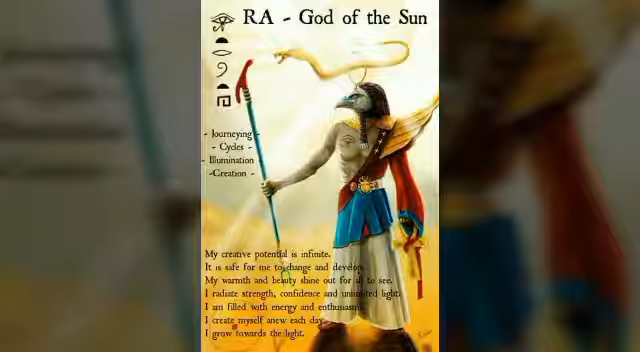 RA - God of the Sun
- Journeying -
- Cycles -
- Illumination
-Creation -
My creative potential is infinite.
It is safe for me to change and develop.
My warmth and beauty shine out for all to see.
I radiate strength, confidence and unlimited light.
I am filled with energy and enthusiasm.
I create myself anew each day.
I grow towards the light.